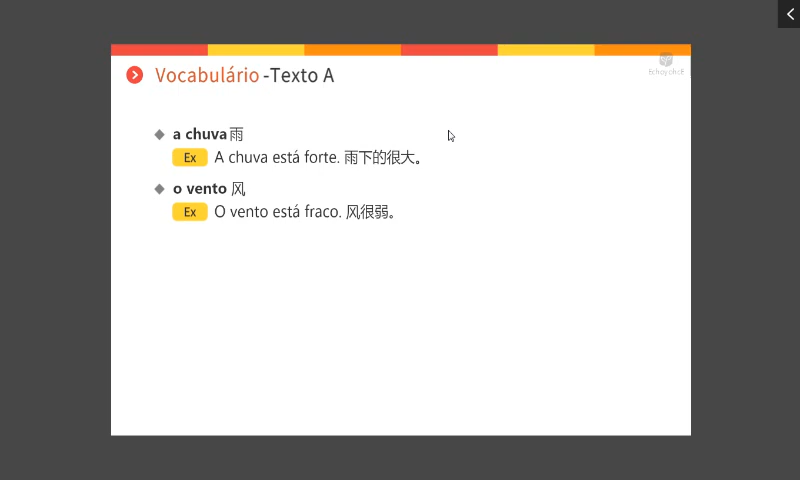 Vocabulário -Texto A
a chuva 雨
Ex A chuva está forte. 雨下的很大。
o vento 风
Ex O vento está fraco. 风很弱。